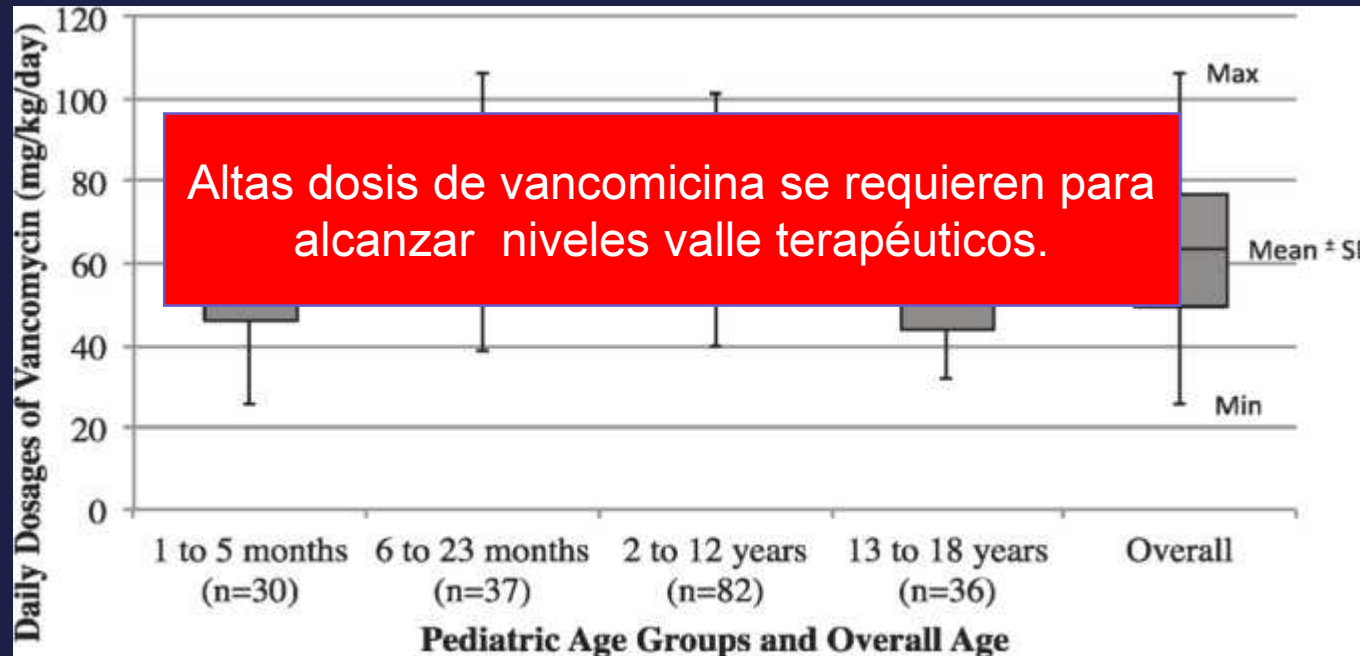 Daily Dosages of Vancomycin (mg/kg/day)
120
100
80
60
40
20
0
Max
Altas dosis de vancomicina se requieren para
alcanzar niveles valle terapéuticos.
Mean ± S
Min
1 to 5 months
(n=30)
6 to 23 months
(n=37)
2 to 12 years
(n=82)
13 to 18 years
(n=36)
Overall
Pediatric Age Groups and Overall Age